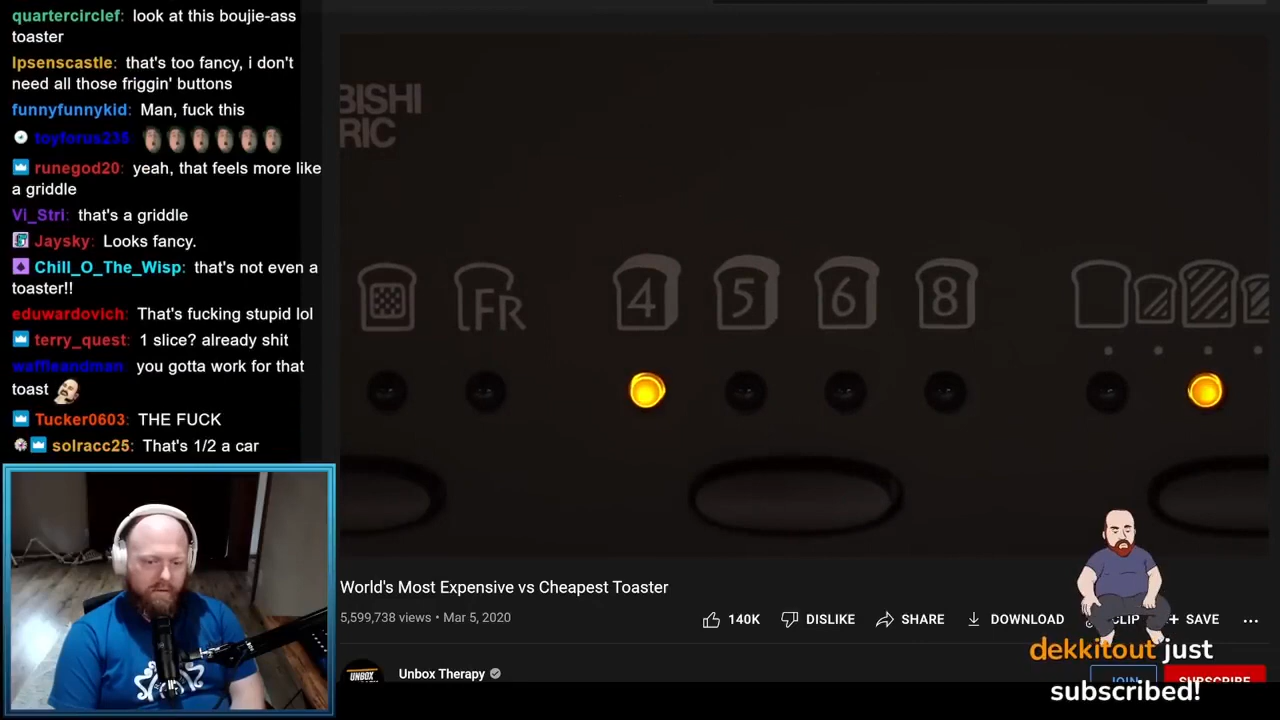 quartercirclef: look at this boujie-ass
toaster
Ipsenscastle: that's too fancy, i don't
need all those friggin' buttons
funnyfunnykid: Man, fuck this
toyforus235
runegod20: yeah, that feels more like
a griddle
Vi_Stri: that's a griddle
Jaysky: Looks fancy.
Chill_O_The_Wisp: that's not even a
toaster!!
eduwardovich: That's fucking stupid lol
terry_quest: 1 slice? already shit
waffleandman: you gotta work for that
toast
Tucker0603: THE FUCK
solracc25: That's 1/2 a car
BISHI
RIC
FR 4 5 6 8
World's Most Expensive vs Cheapest Toaster
5,599,738 views • Mar 5, 2020
140K DISLIKE SHARE DOWNLOAD CLIP SAVE
UNBOX
Unbox Therapy
JOIN SUBSCRIBE
dekkitout just
subscribed!